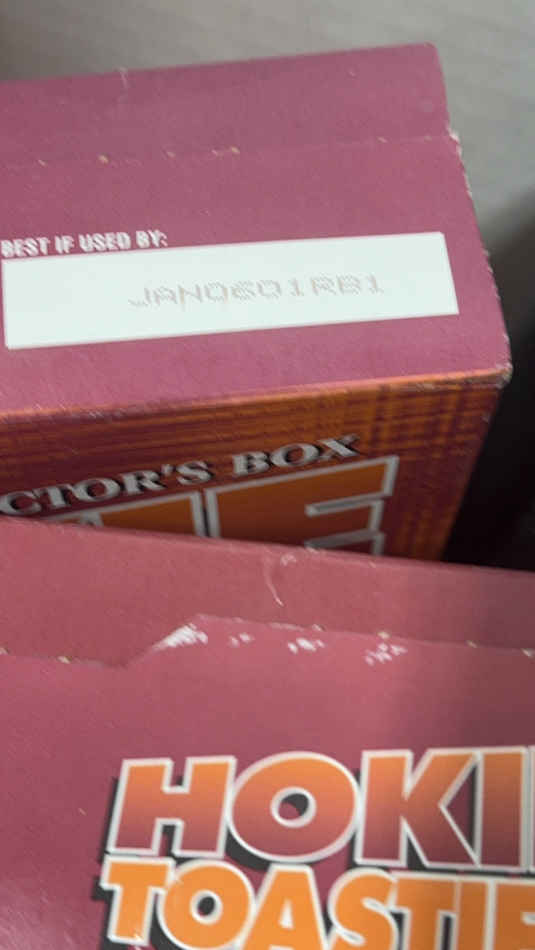 BEST IF USED BY:
JAN0601RB1
CTOR'S BOX
HOKI
TOASTIE